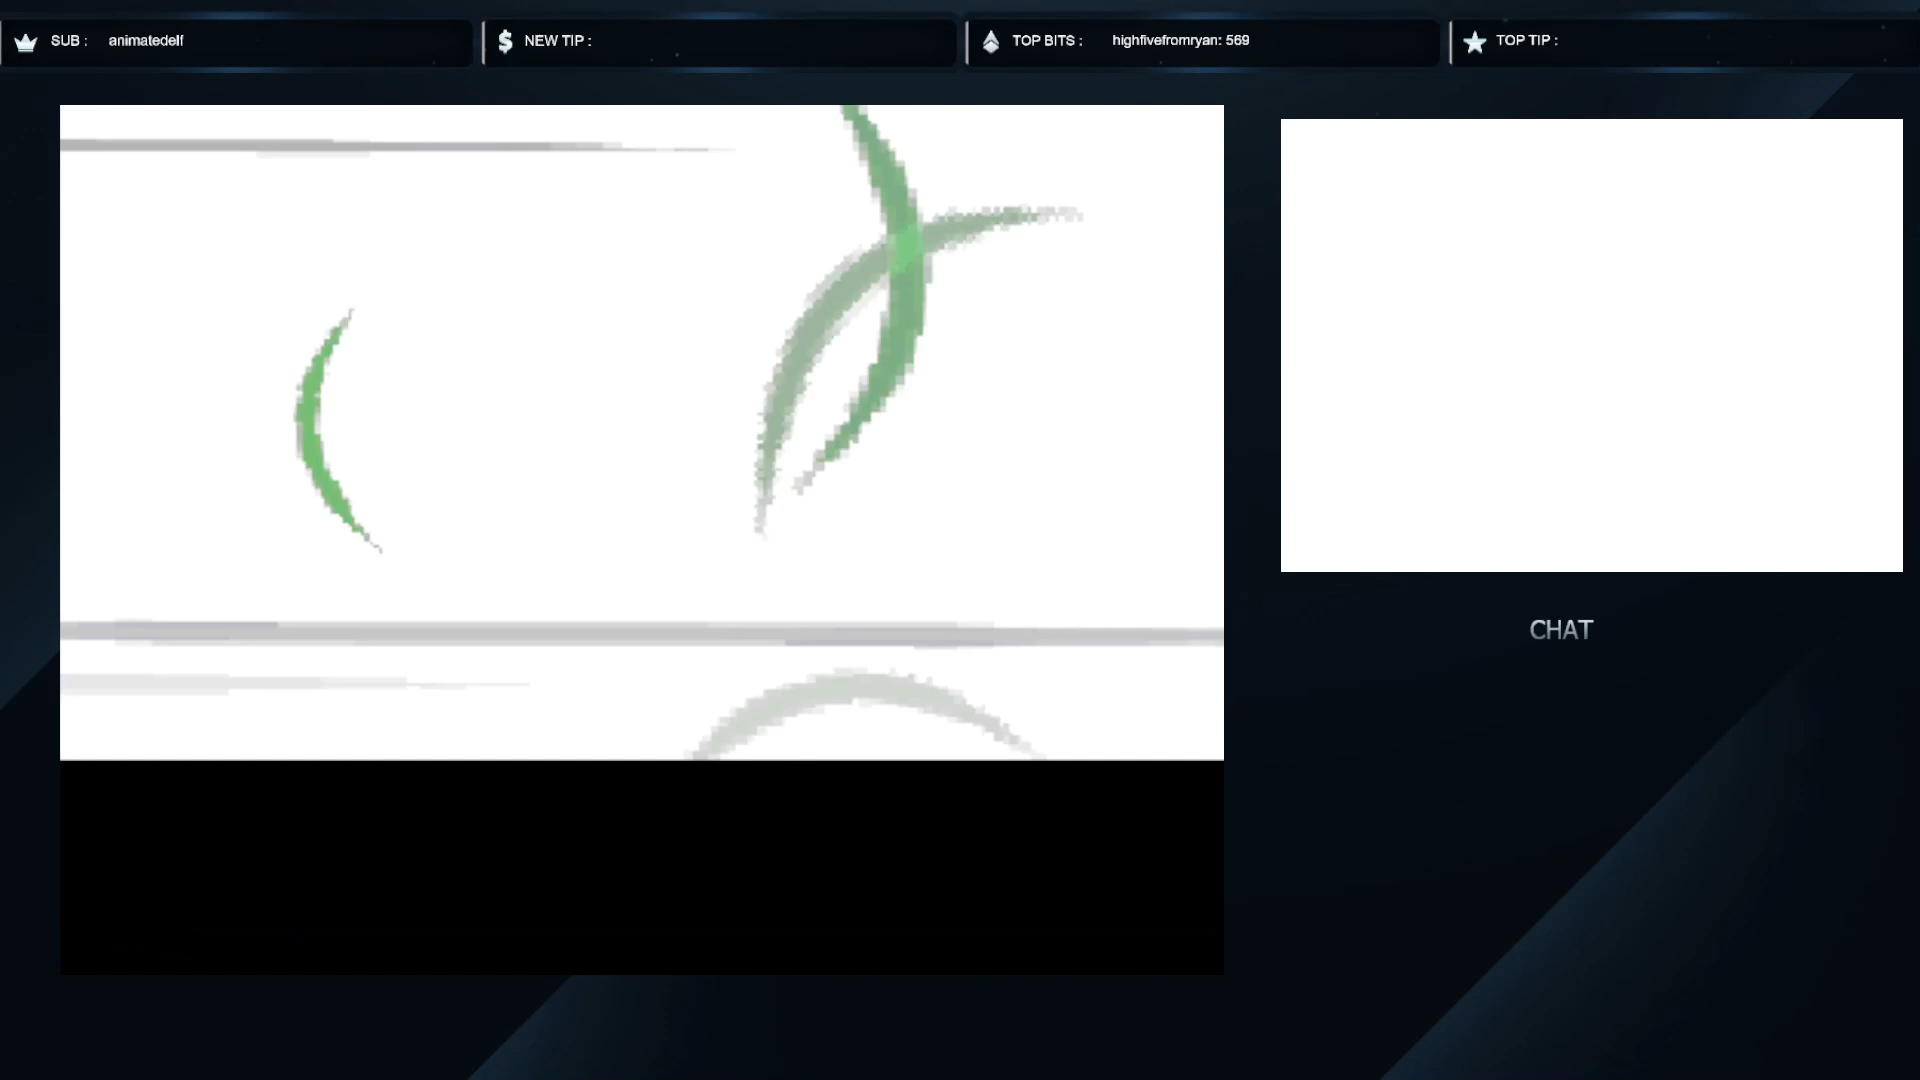 SUB : animatedelf
NEW TIP :
TOP BITS : highfivefromryan: 569
TOP TIP :
CHAT